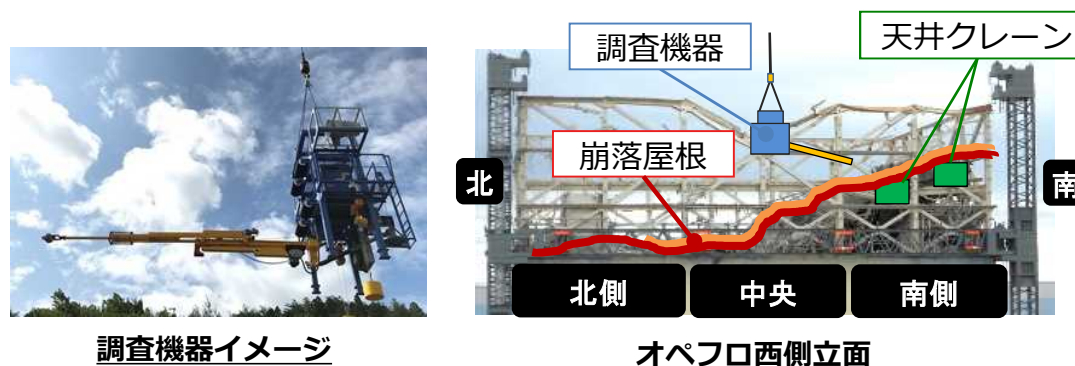 調査機器イメージ
天井クレーン
調査機器
崩落屋根
北
南
北側
中央
南側
オペフロ西側立面